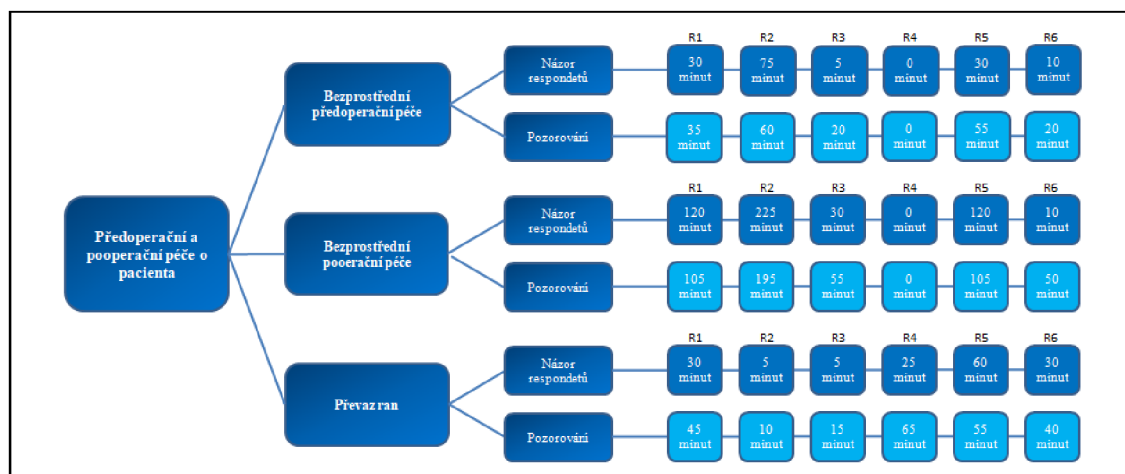 R1 R2 R3 R4 R5 R6
Názor
respondetů
30
minut
75
minut
5
minut
0
minut
30
minut
10
minut
Bezprostřední
předoperační péče
Pozorování
35
minut
60
minut
20
minut
0
minut
55
minut
20
minut
R1 R2 R3 R4 R5 R6
Názor
respondetů
120
minut
225
minut
30
minut
0
minut
120
minut
10
minut
Předoperační a
pooperační péče o
pacienta
Bezprostřední
pooerační péče
Pozorování
105
minut
195
minut
55
minut
0
minut
105
minut
50
minut
R1 R2 R3 R4 R5 R6
Názor
respondetů
30
minut
5
minut
5
minut
25
minut
60
minut
30
minut
Převaz ran
Pozorování
45
minut
10
minut
15
minut
65
minut
55
minut
40
minut